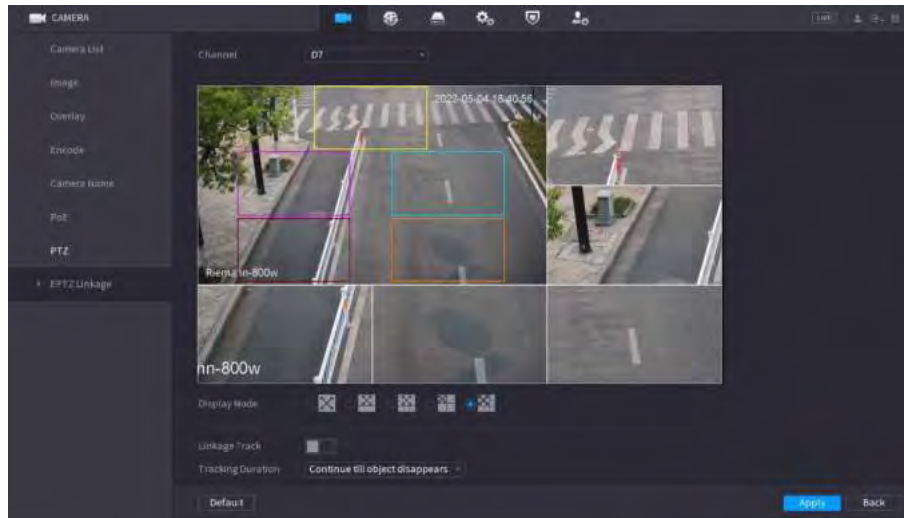 CAMERA
LIVE
Camera List
Image
Overlay
Encode
Camera Name
PoE
PTZ
EPTZ Linkage
Channel
D7
2022-05-04 18:40:56
Riemann-800w
nn-800w
Display Mode
Linkage Track
Tracking Duration
Continue till object disappears
Default
Apply
Back